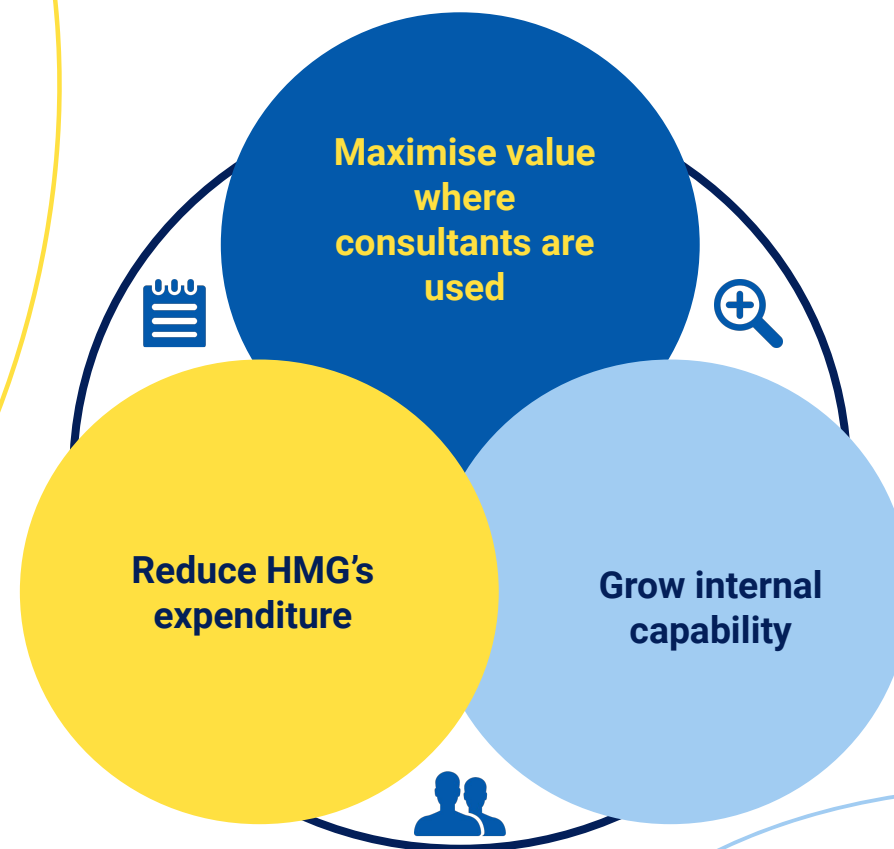 Maximise value
where
consultants are
used
Reduce HMG’s
expenditure
Grow internal
capability